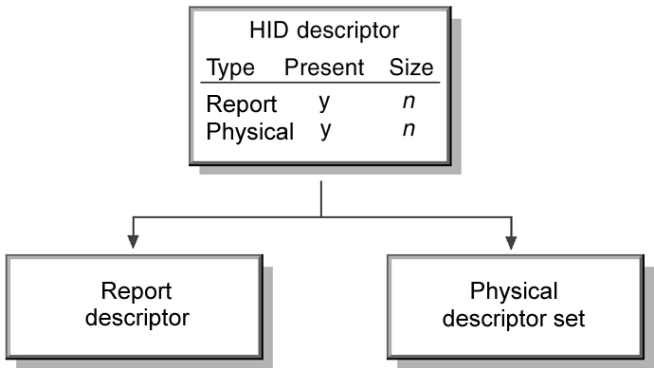 HID descriptor
Type Present Size
Report y n
Physical y n
Report
descriptor
Physical
descriptor set